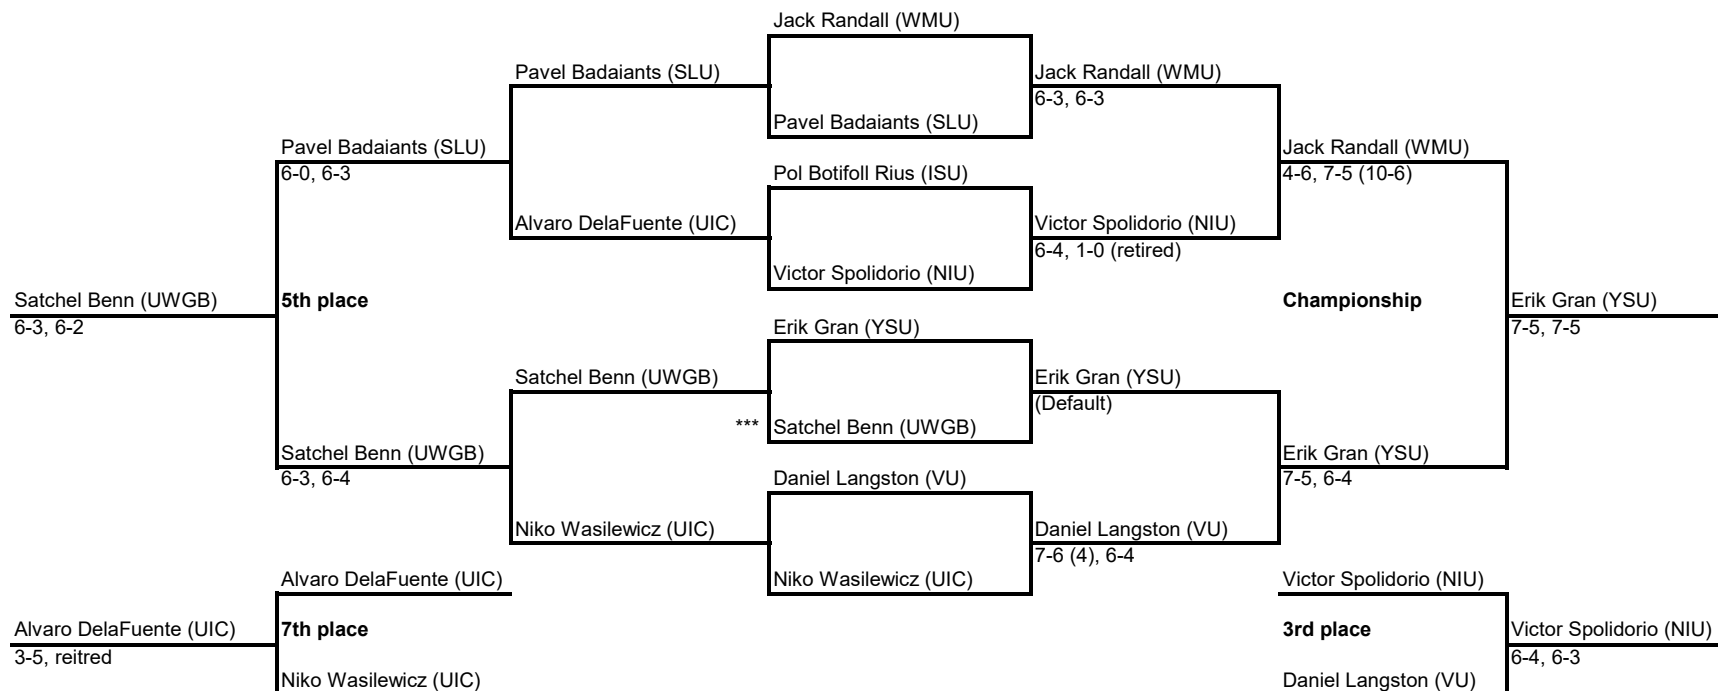 Jack Randall (WMU)
Pavel Badaiants (SLU)
Jack Randall (WMU)
6-3, 6-3
Pavel Badaiants (SLU)
Pavel Badaiants (SLU)
6-0, 6-3
Jack Randall (WMU)
4-6, 7-5 (10-6)
Pol Botifoll Rius (ISU)
Alvaro DelaFuente (UIC)
Victor Spolidorio (NIU)
6-4, 1-0 (retired)
Victor Spolidorio (NIU)
Satchel Benn (UWGB)
6-3, 6-2
5th place
Championship
Erik Gran (YSU)
7-5, 7-5
Erik Gran (YSU)
Satchel Benn (UWGB)
Erik Gran (YSU)
(Default)
*** Satchel Benn (UWGB)
Satchel Benn (UWGB)
6-3, 6-4
Erik Gran (YSU)
7-5, 6-4
Daniel Langston (VU)
Niko Wasilewicz (UIC)
Daniel Langston (VU)
7-6 (4), 6-4
Niko Wasilewicz (UIC)
Alvaro DelaFuente (UIC)
Victor Spolidorio (NIU)
Alvaro DelaFuente (UIC)
3-5, reitred
7th place
3rd place
Victor Spolidorio (NIU)
6-4, 6-3
Niko Wasilewicz (UIC)
Daniel Langston (VU)